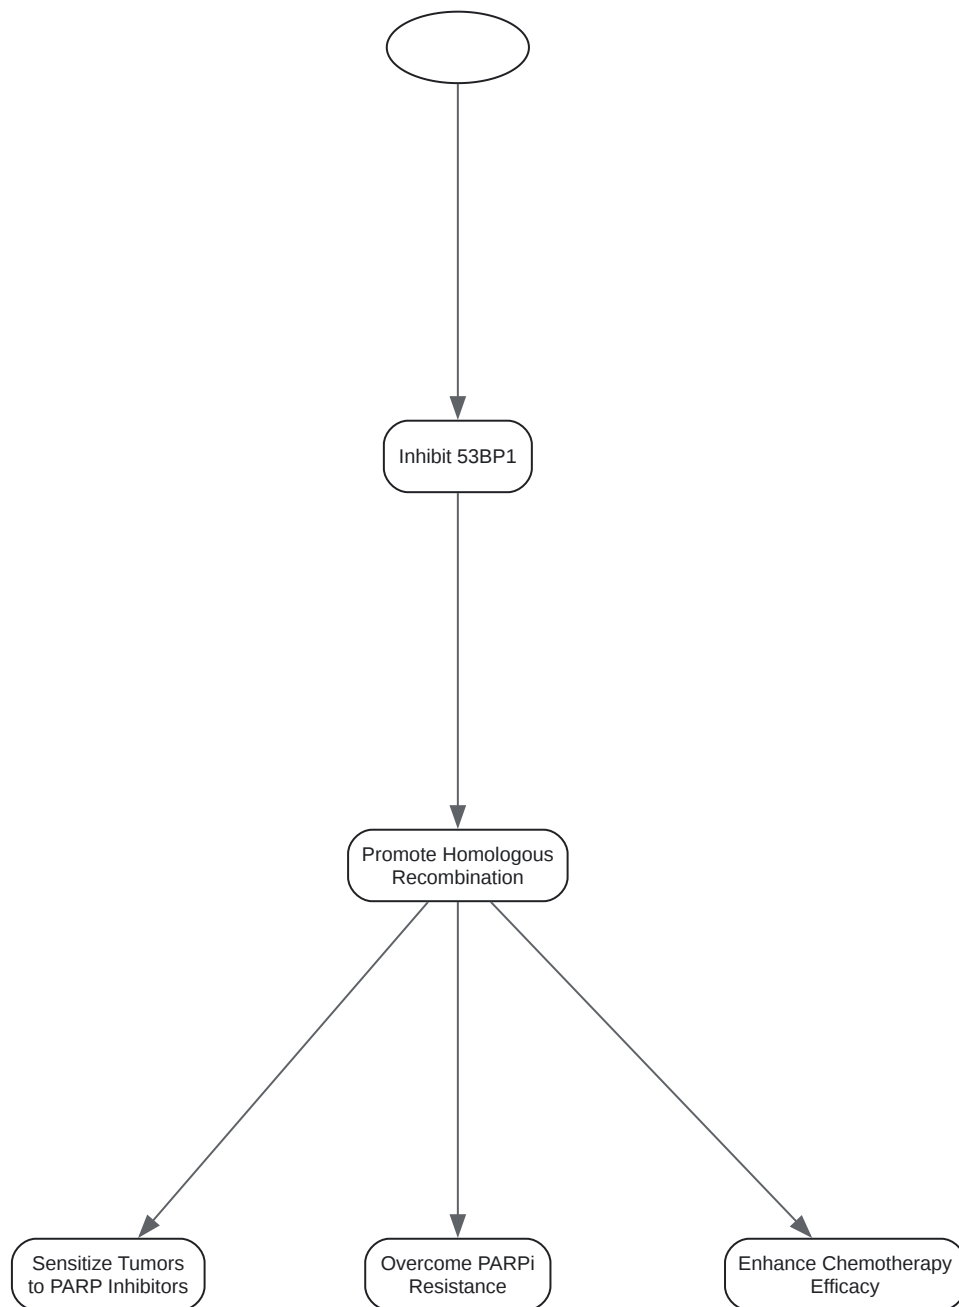 Inhibit 53BP1
Promote Homologous
Recombination
Sensitize Tumors
to PARP Inhibitors
Overcome PARPi
Resistance
Enhance Chemotherapy
Efficacy